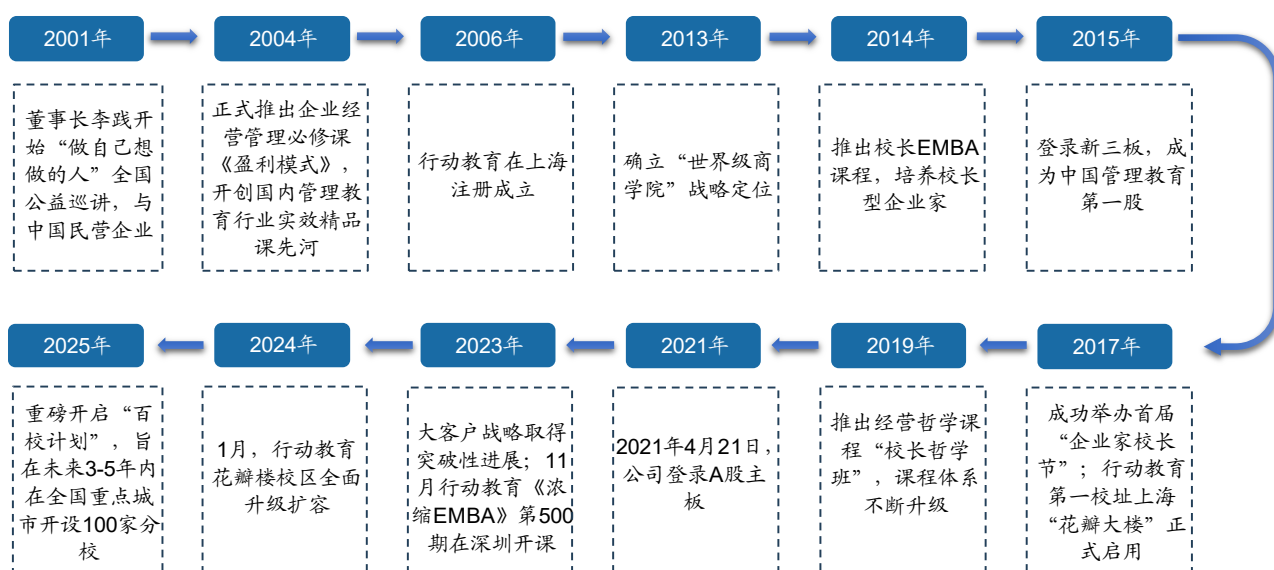 2001年
2004年
2006年
2013年
2014年
2015年
董事长李践开
始“做自己想
做的人”全国
公益巡讲，与
中国民营企业
正式推出企业经
营管理必修课
《盈利模式》，
开创国内管理教
育行业实效精品
课先河
行动教育在上海
注册成立
确立“世界级商
学院”战略定位
推出校长EMBA
课程，培养校长
型企业家
登录新三板，成
为中国管理教育
第一股
2025年
2024年
2023年
2021年
2019年
2017年
重磅开启“百
校计划”，旨
在未来3-5年内
在全国重点城
市开设100家分
校
1月，行动教育
花瓣楼校区全面
升级扩容
大客户战略取得
突破性进展；11
月行动教育《浓
缩EMBA》第500
期在深圳开课
2021年4月21日，
公司登录A股主
板
推出经营哲学课
程“校长哲学
班”，课程体系
不断升级
成功举办首届
“企业家校长
节”；行动教育
第一校址上海
“花瓣大楼”正
式启用